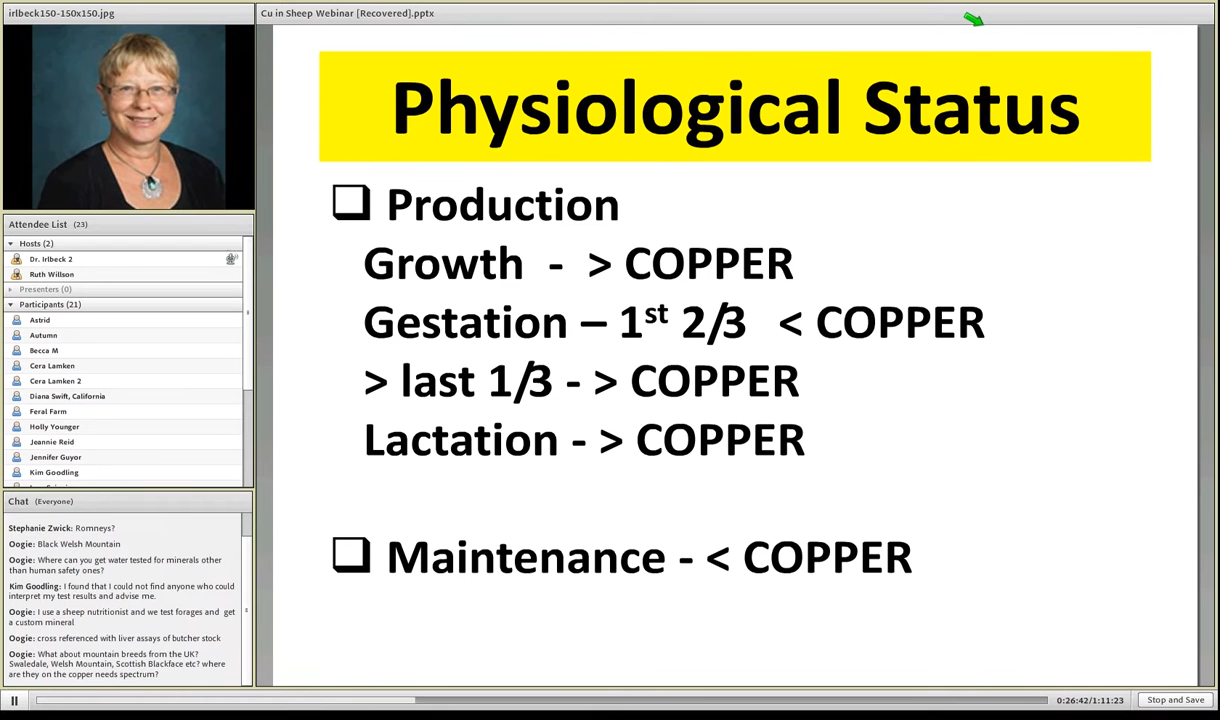 irlbeck150-150x150.jpg
Cu in Sheep Webinar [Recovered].pptx
Attendee List (23)
Hosts (2)
Dr. Irlbeck 2
Ruth Willson
Presenters (0)
Participants (21)
Astrid
Autumn
Becca M
Cera Lamken
Cera Lamken 2
Diana Swift, California
Feral Farm
Holly Younger
Jeannie Reid
Jennifer Guyor
Kim Goodling
Chat (Everyone)
Stephanie Zwick: Romneys?
Oogie: Black Welsh Mountain
Oogie: Where can you get water tested for minerals other
than human safety ones?
Kim Goodling: I found that I could not find anyone who could
interpret my test results and advise me.
Oogie: I use a sheep nutritionist and we test forages and get
a custom mineral
Oogie: cross referenced with liver assays of butcher stock
Oogie: What about mountain breeds from the UK?
Swaledale, Welsh Mountain, Scottish Blackface etc? where
are they on the copper needs spectrum?
Physiological Status
❑ Production
Growth - > COPPER
Gestation – 1st 2/3 < COPPER
> last 1/3 - > COPPER
Lactation - > COPPER
❑ Maintenance - < COPPER
0:26:42/1:11:23
Stop and Save